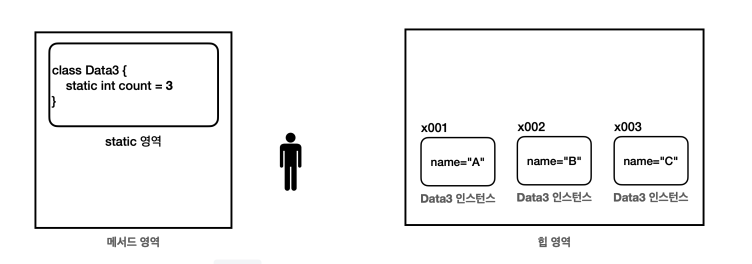 class Data3 {
static int count = 3
}
static 영역
메서드 영역
x001
x002
x003
name="A"
name="B"
name="C"
Data3 인스턴스
Data3 인스턴스
Data3 인스턴스
힙 영역